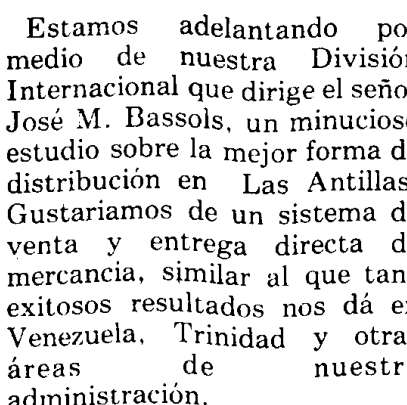 Estamos adelantando po
medio de nuestra Divisió
Internacional que dirige el seño
José M. Bassols, un minucios
estudio sobre la mejor forma d
distribución en Las Antillas
Gustariamos de un sistema d
venta y entrega directa d
mercancia, similar al que tan
exitosos resultados nos dá e
Venezuela, Trinidad y otra
áreas de nuestr
administración.